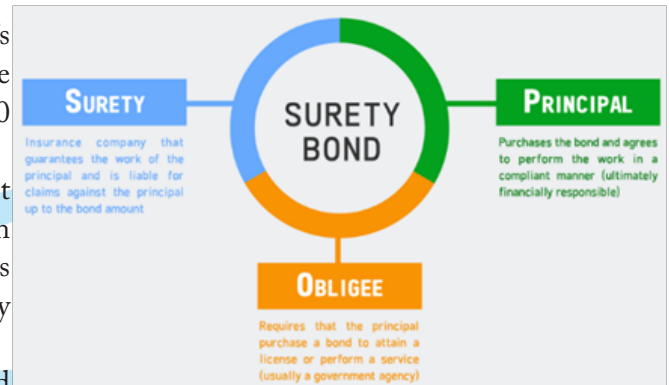 s
e
0
t
n
s
y
d
SURETY
Insurance company that
guarantees the work of the
principal and is liable for
claims against the principal
up to the bond amount
SURETY
BOND
PRINCIPAL
Purchases the bond and agrees
to perform the work in a
compliant manner (ultimately
financially responsible)
OBLIGEE
Requires that the principal
purchase a bond to attain a
license or perform a service
(usually a government agency)